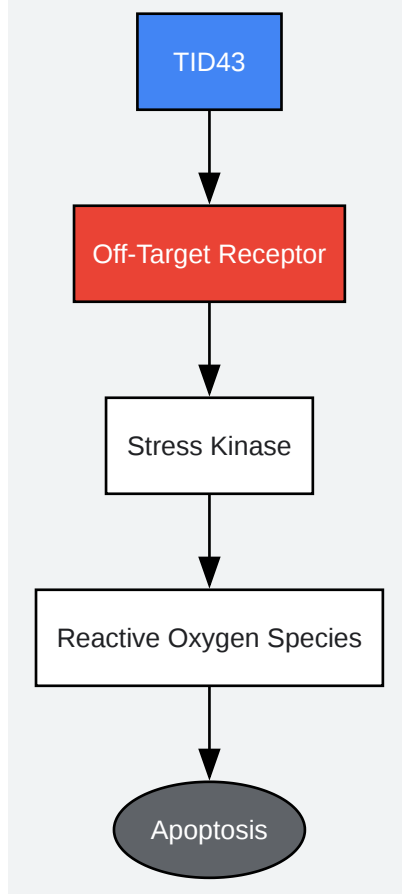 TID43
Off-Target Receptor
Stress Kinase
Reactive Oxygen Species
Apoptosis